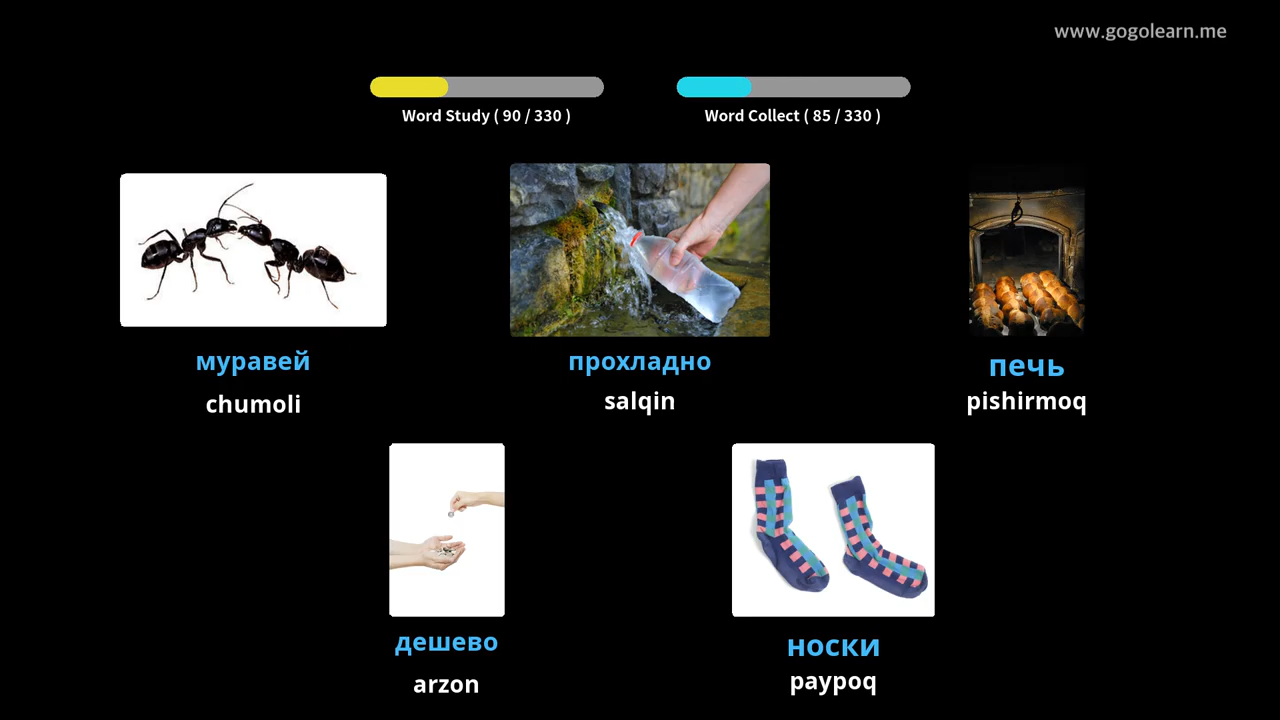 www.gogolearn.me
Word Study ( 90 / 330 )
Word Collect ( 85 / 330 )
муравей
chumoli
прохладно
salqin
печь
pishirmoq
дешево
arzon
носки
paypoq